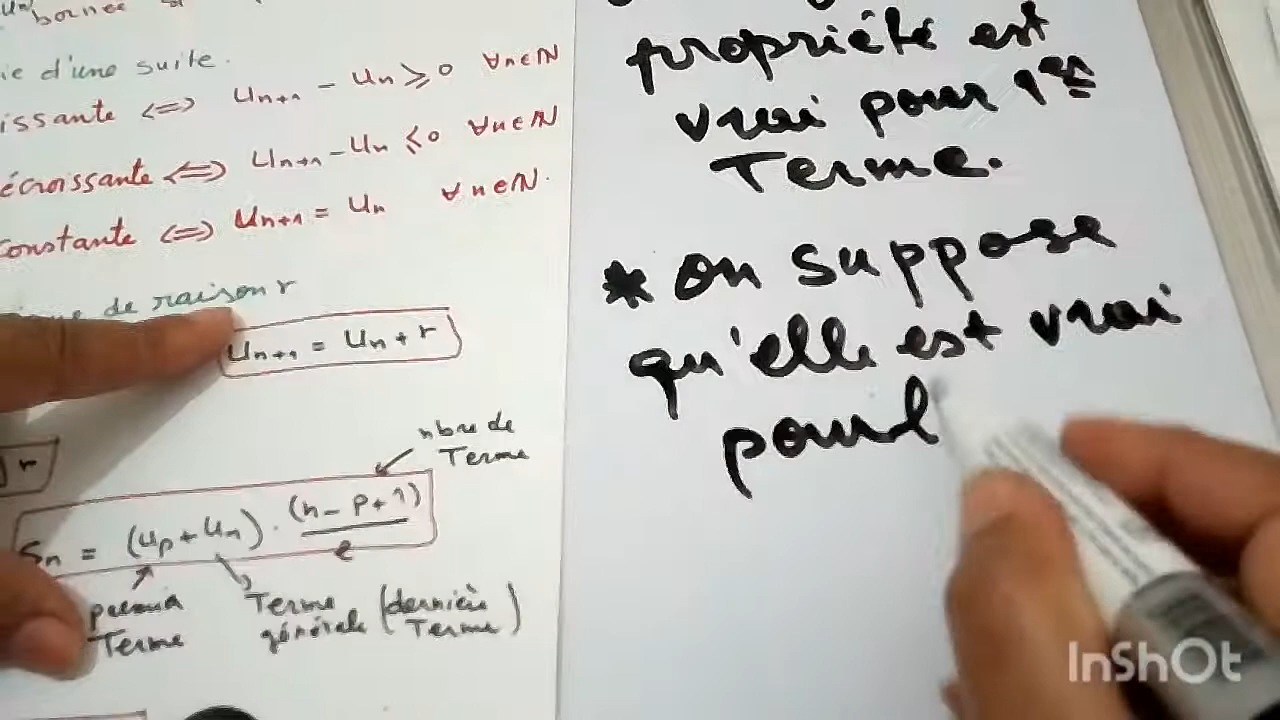 bornée
ie d'une suite.
issante <=> Un+1 - Un ⩾ 0 ∀n∈N
écroissante <=> Un+1 - Un ⩽ 0 ∀n∈N
Constante <=> Un+1 = Un ∀n∈N.
de raison r
Un+1 = Un + r
r
nbre de
Terme
Sn = (Up + Un) . (n - p + 1)
2
premier
Terme
Terme
générale (dernière
Terme)
propriété est
vrai pour 1er
Terme.
* on suppose
qu'elle est vrai
pour l
InShOt